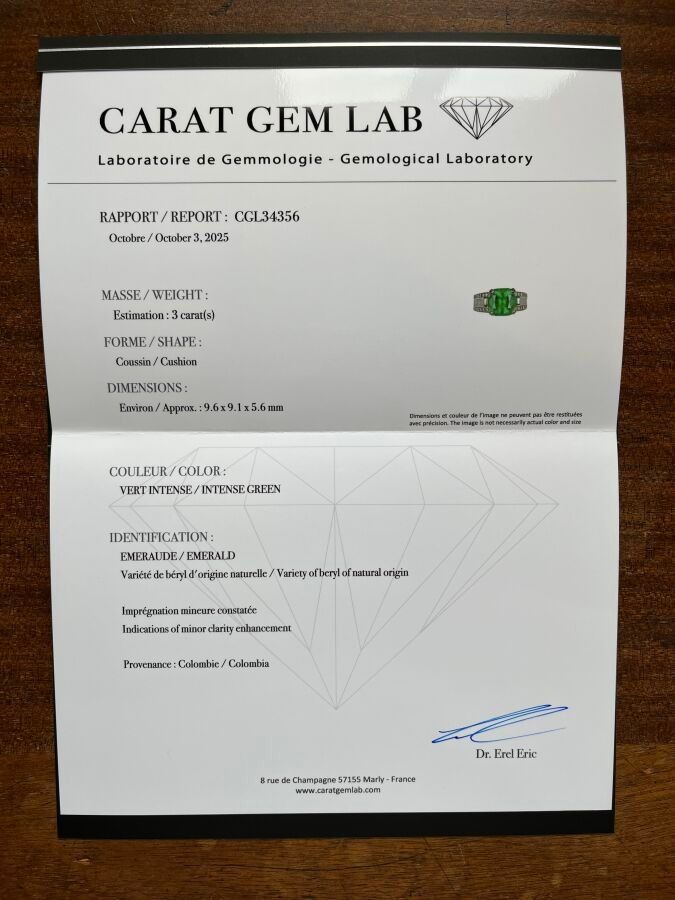 CARAT GEM LAB
Laboratoire de Gemmologie - Gemological Laboratory
RAPPORT / REPORT : CGL34356
Octobre / October 3, 2025
MASSE / WEIGHT :
Estimation : 3 carat(s)
FORME / SHAPE :
Coussin / Cushion
DIMENSIONS :
Environ / Approx. : 9.6 x 9.1 x 5.6 mm
Dimensions et couleur de l'image ne peuvent pas être restituées
avec précision. The image is not necessarily actual color and size
COULEUR / COLOR :
VERT INTENSE / INTENSE GREEN
IDENTIFICATION :
EMERAUDE / EMERALD
Variété de béryl d'origine naturelle / Variety of beryl of natural origin
Imprégnation mineure constatée
Indications of minor clarity enhancement
Provenance : Colombie / Colombia
Dr. Erel Eric
8 rue de Champagne 57155 Marly - France
www.caratgemlab.com